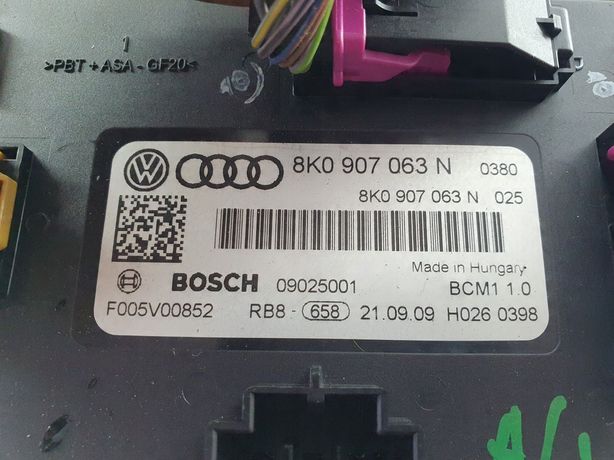 1
>PBT + ASA - GF20<
8K0 907 063 N 0380
8K0 907 063 N 025
Made in Hungary
BOSCH 09025001 BCM1 1.0
F005V00852 RB8 - 658 21.09.09 H026 0398